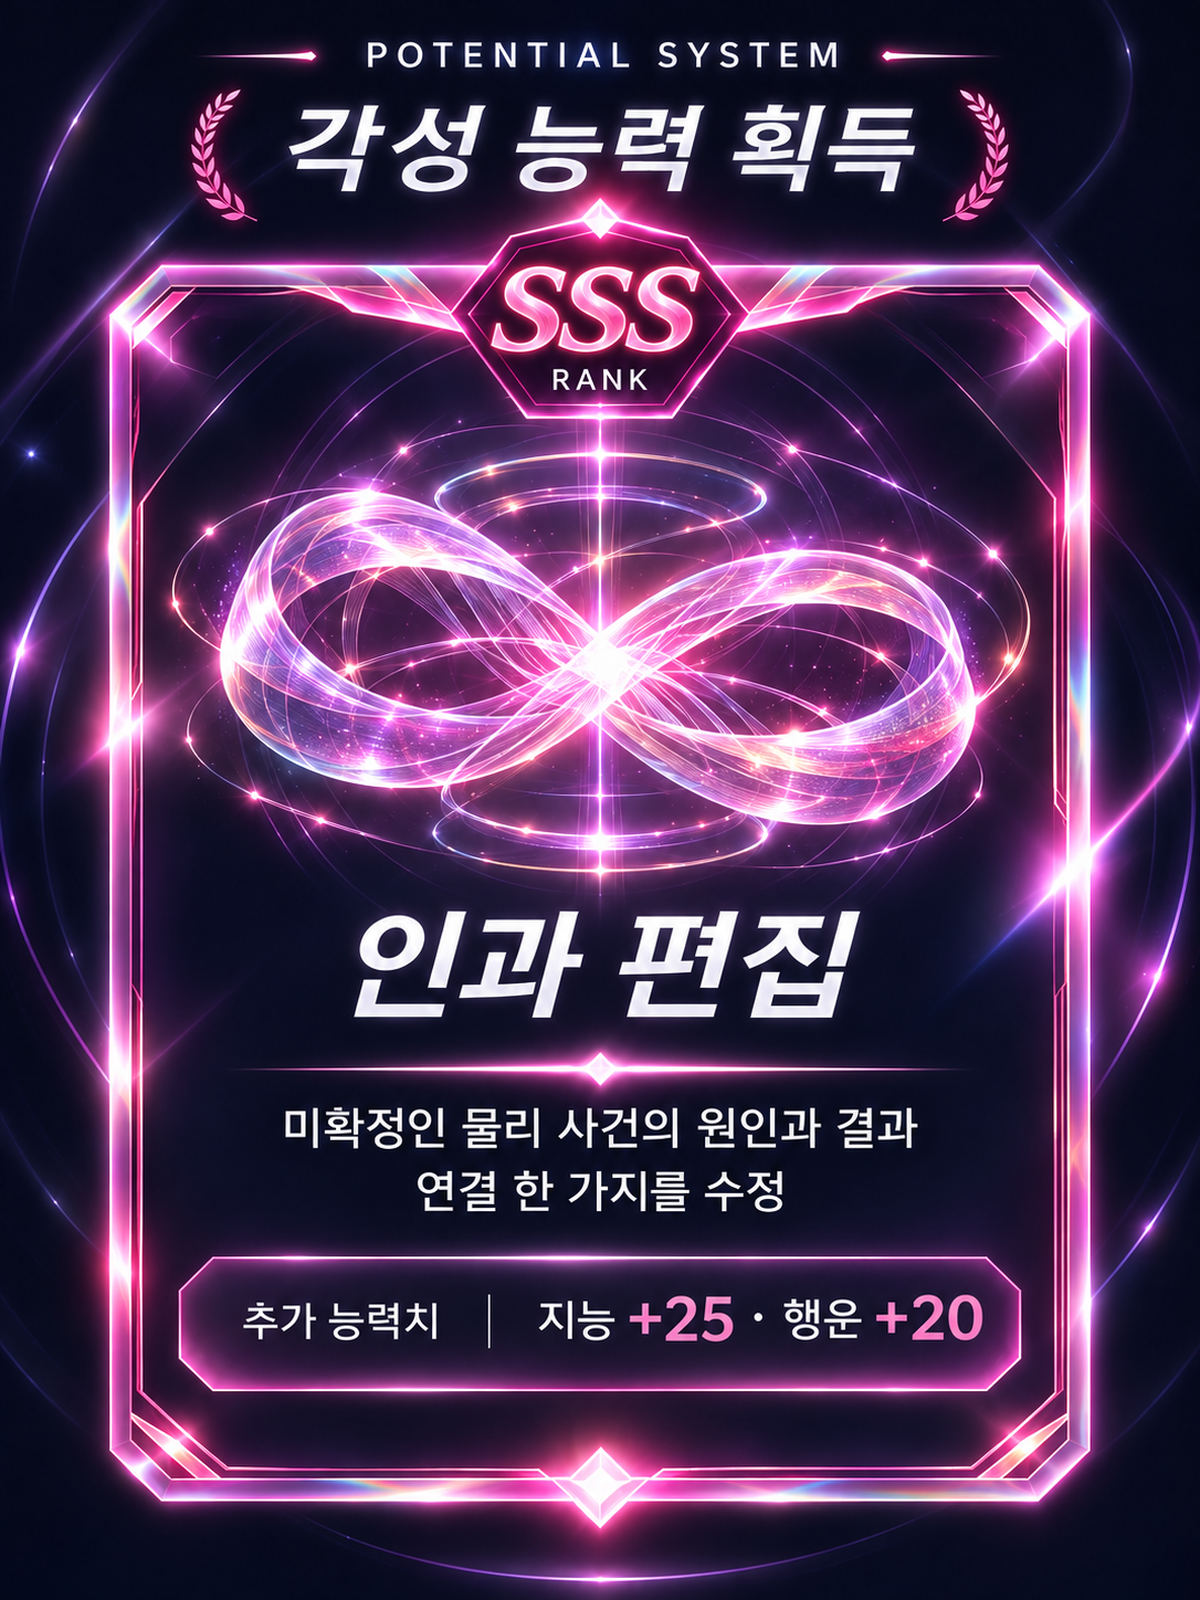 POTENTIAL SYSTEM
각성 능력 획득
SSS
RANK
인과 편집
미확정인 물리 사건의 원인과 결과
연결 한 가지를 수정
추가 능력치 | 지능 +25 · 행운 +20